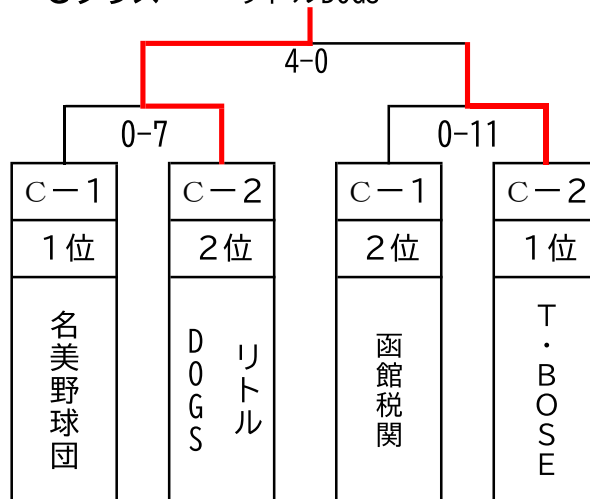 4-0
0-7
0-11
C－1
C－2
C－1
C－2
1位
2位
2位
1位
名美野球団
リトル
DOGS
函館税関
T・BOSE